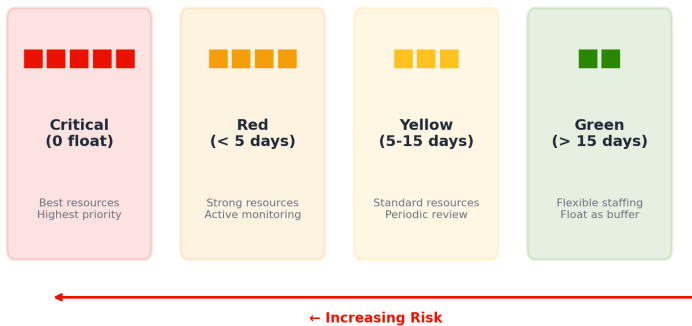 Critical
(0 float)
Best resources
Highest priority
Red
(< 5 days)
Strong resources
Active monitoring
Yellow
(5-15 days)
Standard resources
Periodic review
Green
(> 15 days)
Flexible staffing
Float as buffer
← Increasing Risk